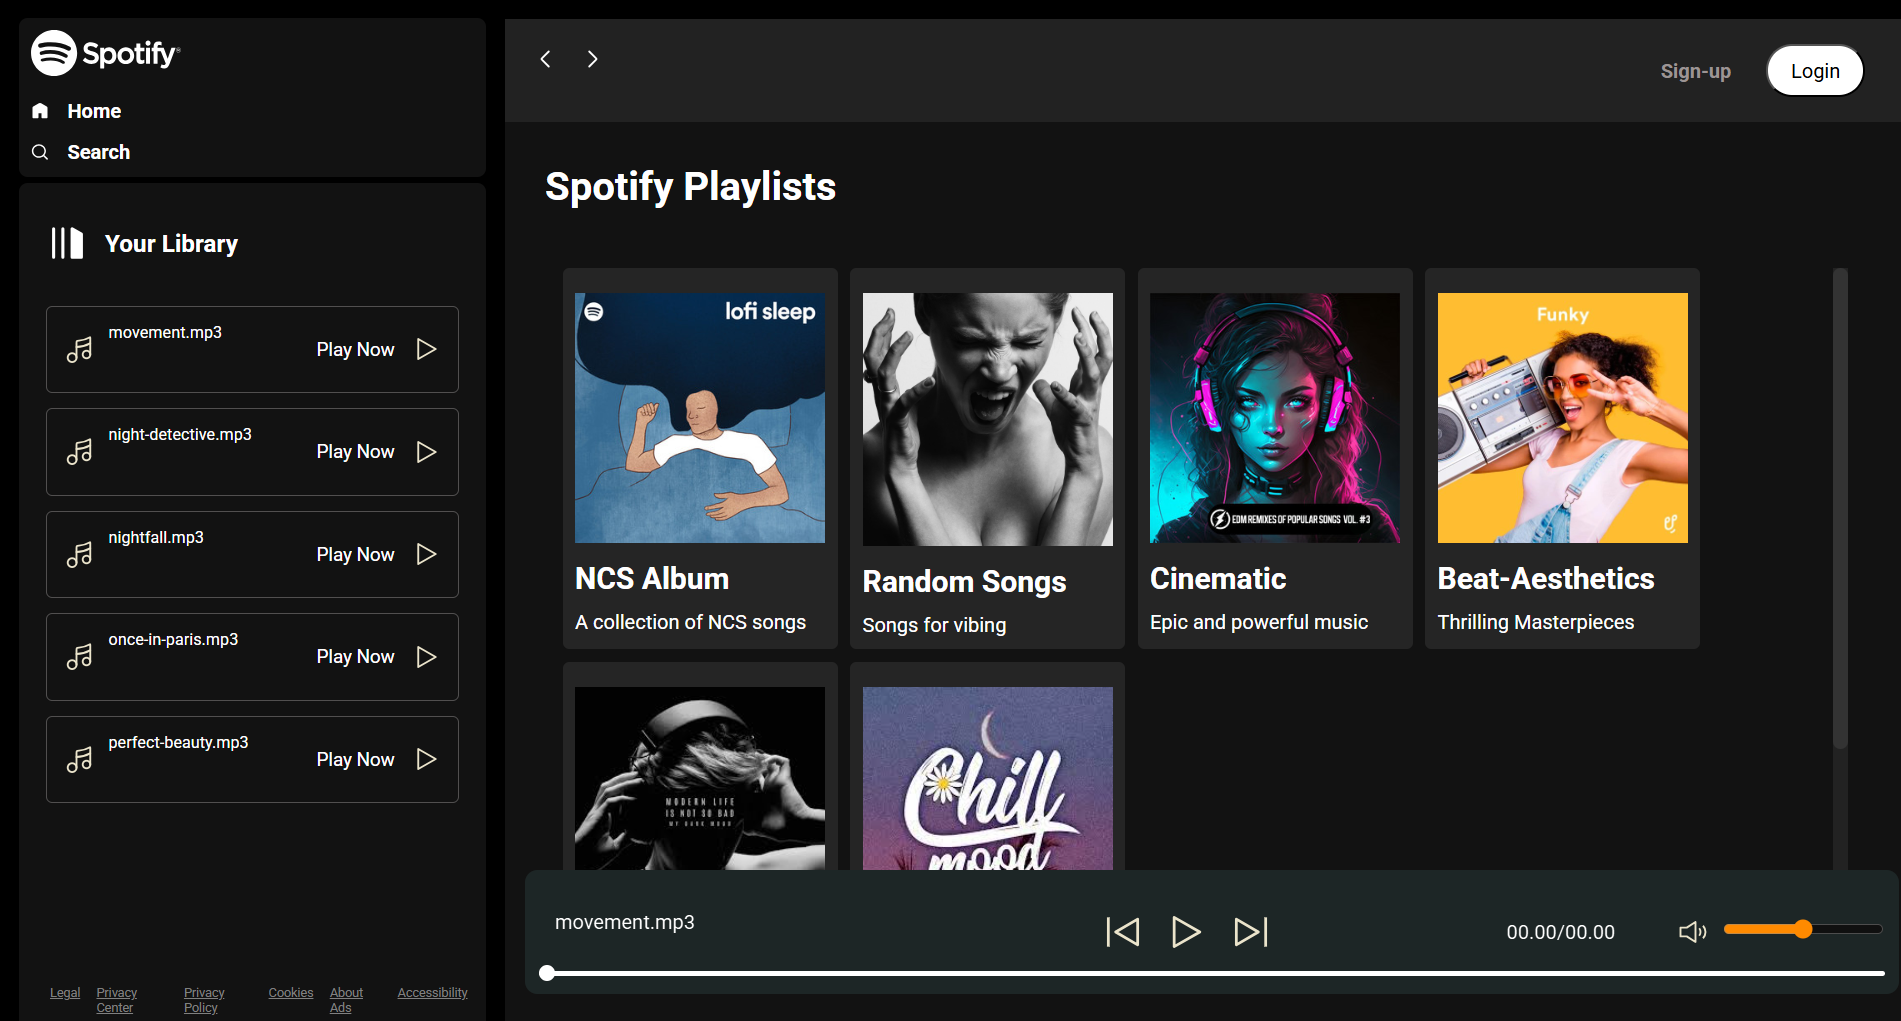 Spotify
Home
Search
Your Library
movement.mp3
Play Now
night-detective.mp3
Play Now
nightfall.mp3
Play Now
once-in-paris.mp3
Play Now
perfect-beauty.mp3
Play Now
Legal
Privacy
Center
Privacy
Policy
Cookies
About
Ads
Accessibility
Sign-up
Login
Spotify Playlists
lofi sleep
NCS Album
A collection of NCS songs
Random Songs
Songs for vibing
EDM REMIXES OF POPULAR SONGS VOL. #3
Cinematic
Epic and powerful music
Funky
Beat-Aesthetics
Thrilling Masterpieces
MODERN LIFE
IS NOT SO BAD
MY DARK MOOD
Chill
mood
movement.mp3
00.00/00.00